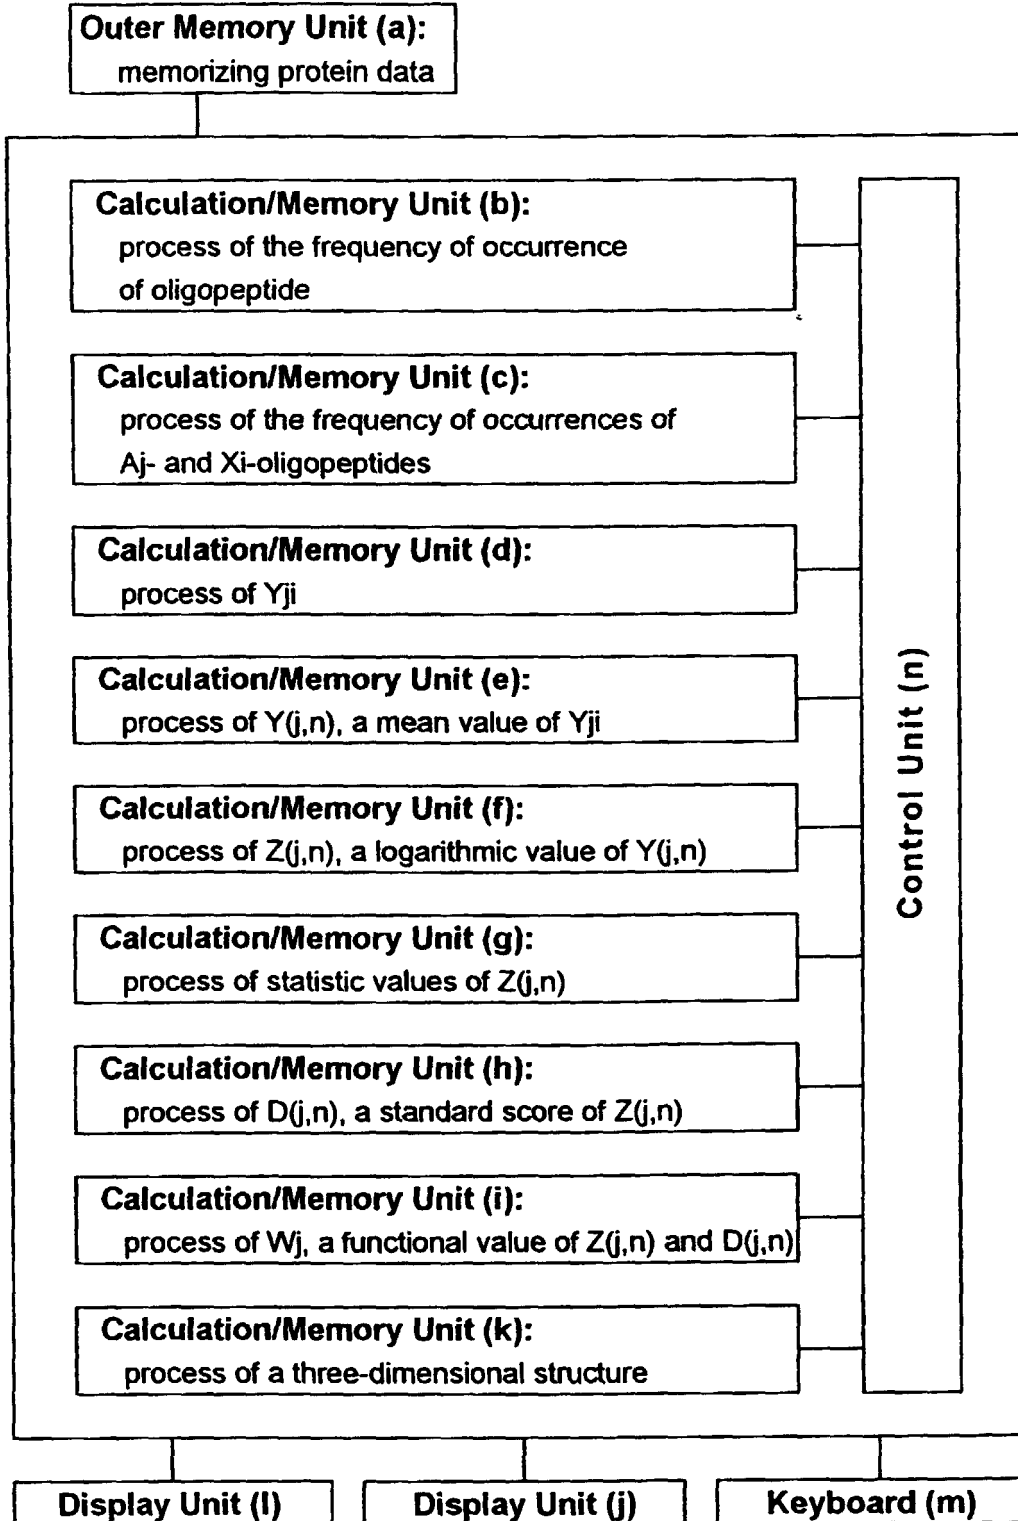 Outer Memory Unit (a):
memorizing protein data
Calculation/Memory Unit (b):
process of the frequency of occurrence
of oligopeptide
Calculation/Memory Unit (c):
process of the frequency of occurrences of
Aj- and Xi-oligopeptides
Calculation/Memory Unit (d):
process of Yji
Calculation/Memory Unit (e):
process of Y(j,n), a mean value of Yji
Calculation/Memory Unit (f):
process of Z(j,n), a logarithmic value of Y(j,n)
Calculation/Memory Unit (g):
process of statistic values of Z(j,n)
Calculation/Memory Unit (h):
process of D(j,n), a standard score of Z(j,n)
Calculation/Memory Unit (i):
process of Wj, a functional value of Z(j,n) and D(j,n)
Calculation/Memory Unit (k):
process of a three-dimensional structure
Control Unit (n)
Display Unit (l)
Display Unit (j)
Keyboard (m)